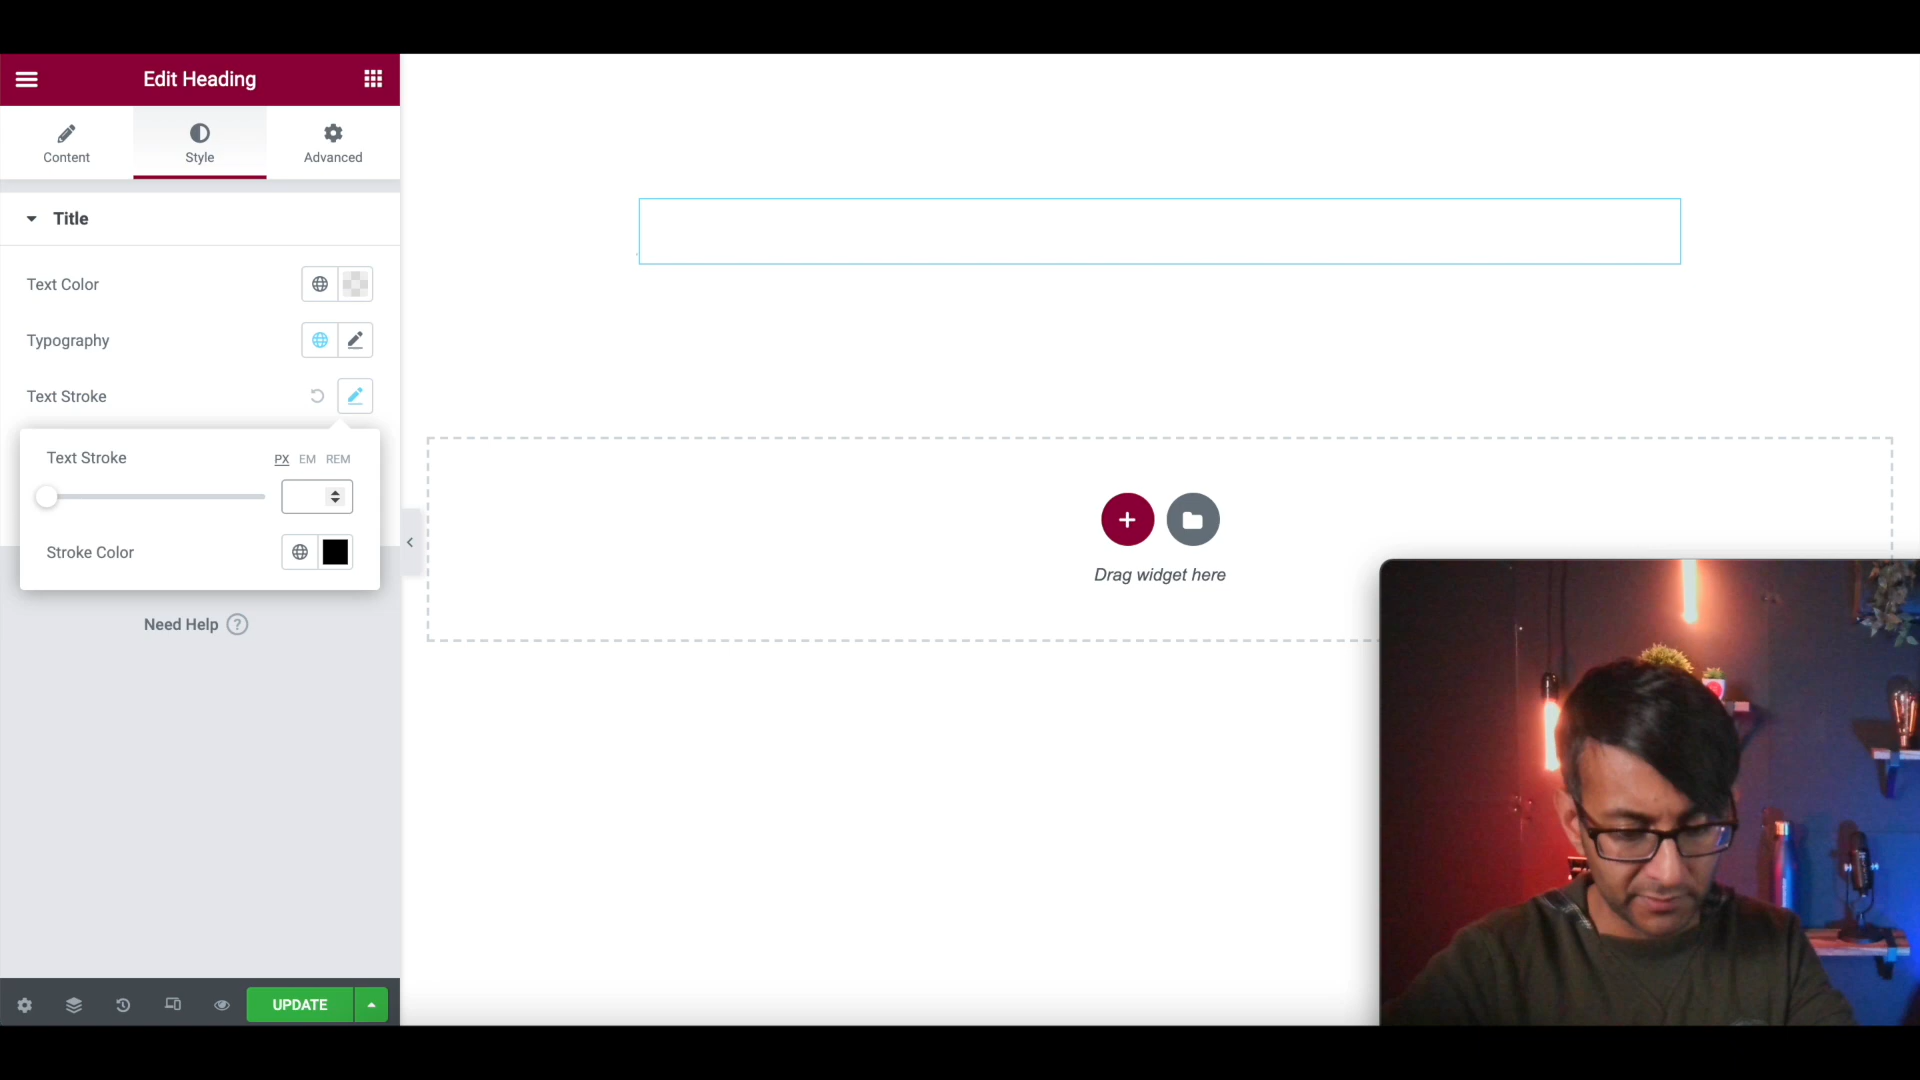 Edit Heading
Content
Style
Advanced
Title
Text Color
Typography
Text Stroke
Text Stroke
PX EM REM
Stroke Color
Need Help ?
UPDATE
Drag widget here